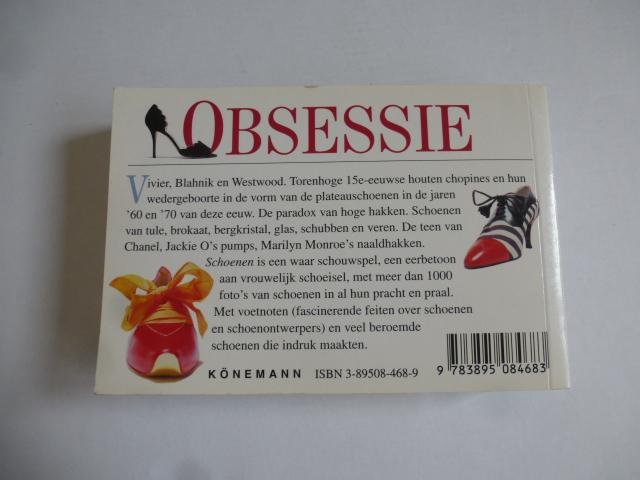 OBSESSIE
Vivier, Blahnik en Westwood. Torenhoge 15e-eeuwse houten chopines en hun
wedergeboorte in de vorm van de plateauschoenen in de jaren
’60 en ’70 van deze eeuw. De paradox van hoge hakken. Schoenen
van tule, brokaat, bergkristal, glas, schubben en veren. De teen van
Chanel, Jackie O’s pumps, Marilyn Monroe’s naaldhakken.
Schoenen is een waar schouwspel, een eerbetoon
aan vrouwelijk schoeisel, met meer dan 1000
foto’s van schoenen in al hun pracht en praal.
Met voetnoten (fascinerende feiten over schoenen
en schoenontwerpers) en veel beroemde
schoenen die indruk maakten.
KÖNEMANN ISBN 3-89508-468-9
9 783895 084683